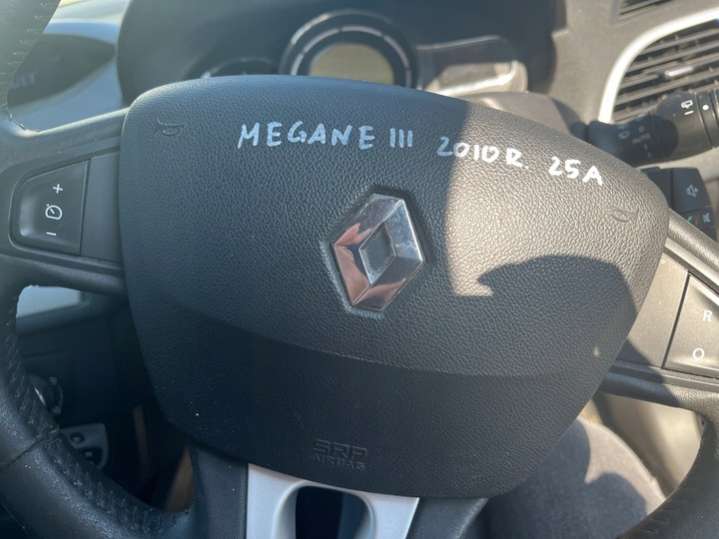 MEGANE III 2010R. 25A
+
−
R
O
SRP
AIRBAG